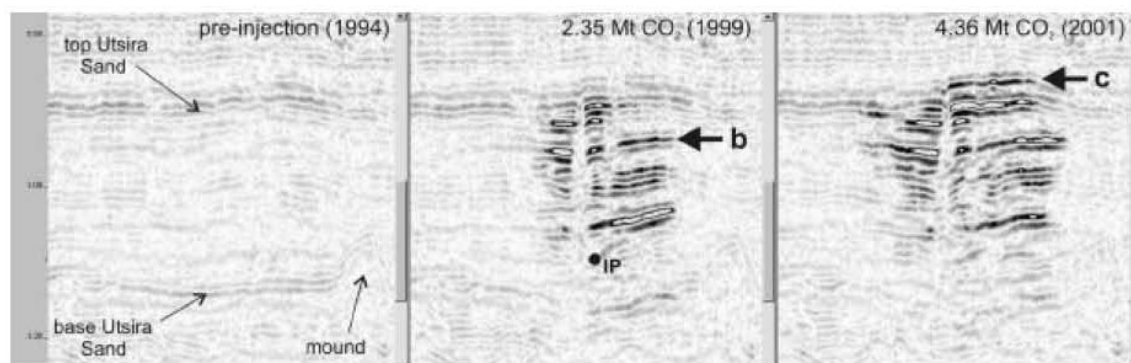 pre-injection (1994)
top Utsira
Sand
base Utsira
Sand
mound
2.35 Mt CO₂ (1999)
b
IP
4.36 Mt CO₂ (2001)
c